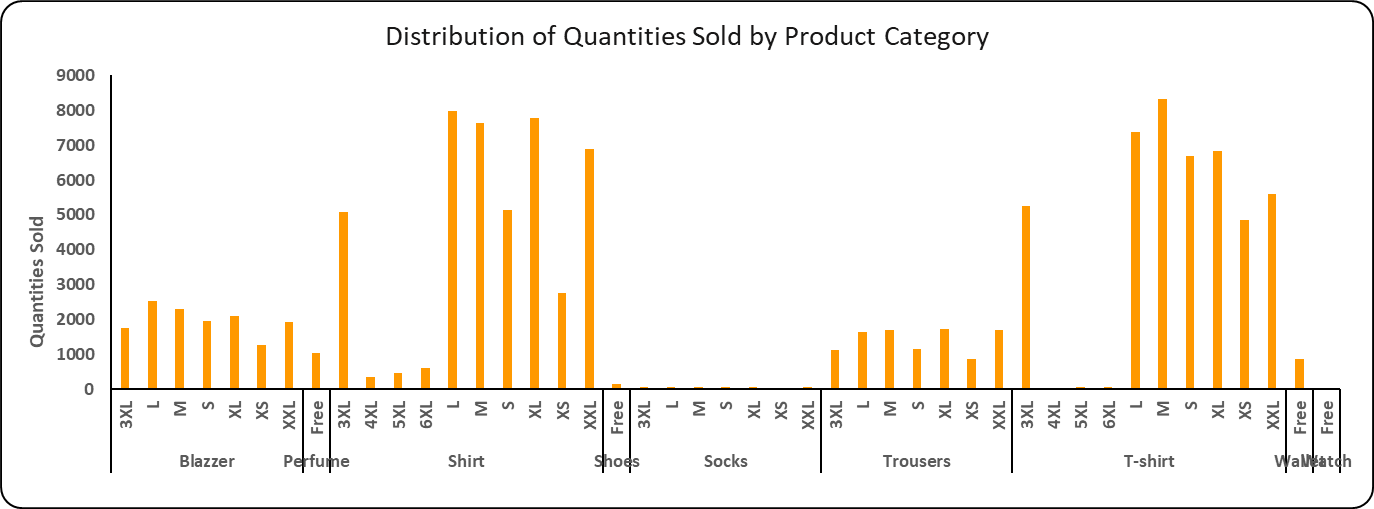 Distribution of Quantities Sold by Product Category
Quantities Sold
9000
8000
7000
6000
5000
4000
3000
2000
1000
0
3XL L M S XL XS XXL Free 3XL 4XL 5XL 6XL L M S XL XS XXL Free 3XL L M S XL XS XXL 3XL L M S XL XS XXL 3XL 4XL 5XL 6XL L M S XL XS XXL Free Free
Blazzer Perfume Shirt Shoes Socks Trousers T-shirt Wallet Watch